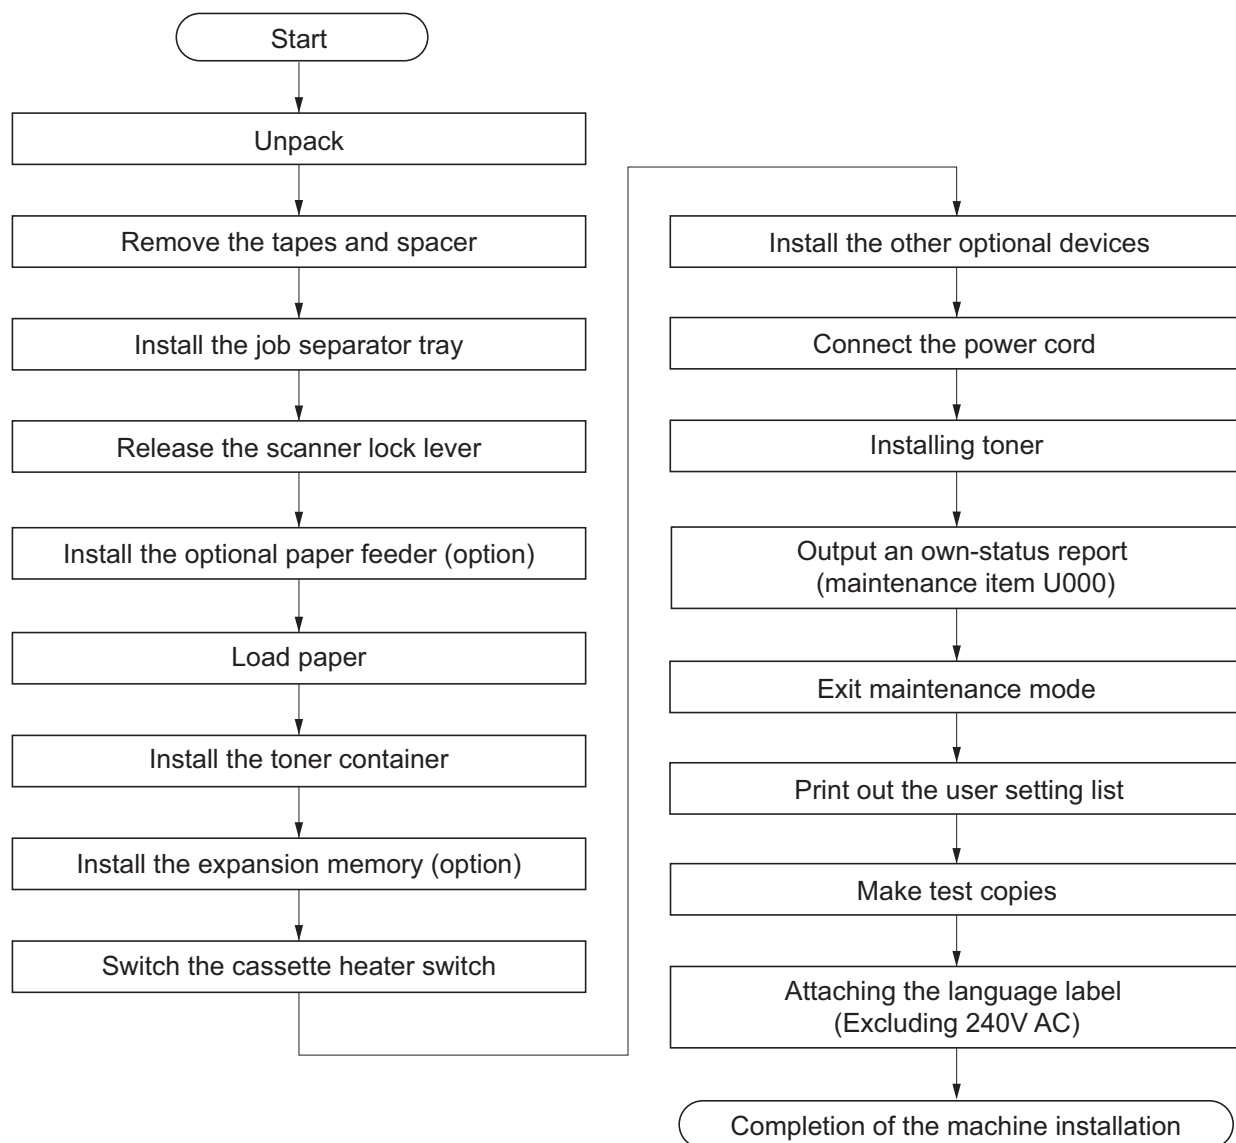 Start
Unpack
Remove the tapes and spacer
Install the job separator tray
Release the scanner lock lever
Install the optional paper feeder (option)
Load paper
Install the toner container
Install the expansion memory (option)
Switch the cassette heater switch
Install the other optional devices
Connect the power cord
Installing toner
Output an own-status report
(maintenance item U000)
Exit maintenance mode
Print out the user setting list
Make test copies
Attaching the language label
(Excluding 240V AC)
Completion of the machine installation